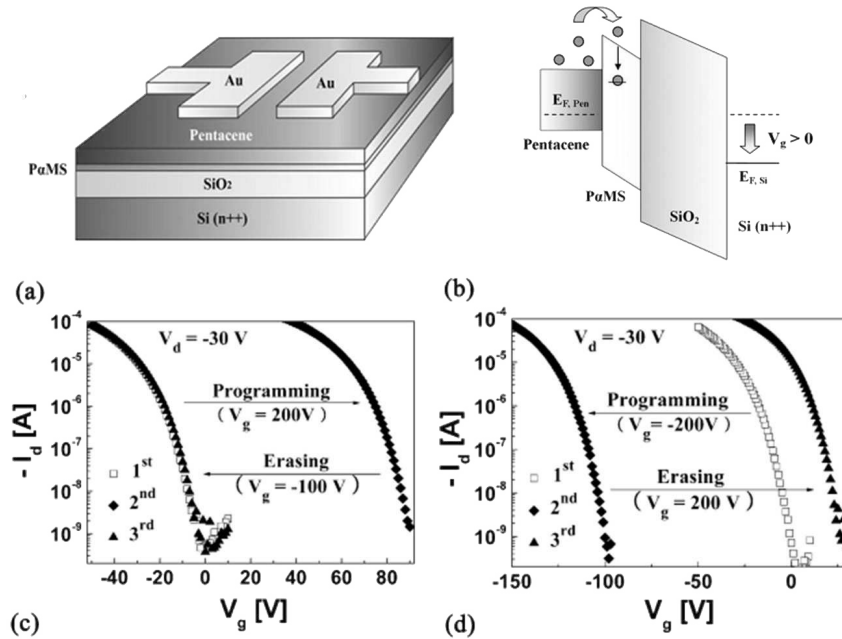 Au
Au
Pentacene
PαMS
SiO₂
Si (n++)
(a)
E_F, Pen
Pentacene
PαMS
SiO₂
V_g > 0
E_F, Si
Si (n++)
(b)
10⁻⁴
10⁻⁵
10⁻⁶
10⁻⁷
10⁻⁸
10⁻⁹
- I_d [A]
V_d = -30 V
Programming
( V_g = 200V )
Erasing
( V_g = -100 V )
1st
2nd
3rd
-40 -20 0 20 40 60 80
V_g [V]
(c)
10⁻⁴
10⁻⁵
10⁻⁶
10⁻⁷
10⁻⁸
10⁻⁹
- I_d [A]
V_d = -30 V
Programming
( V_g = -200V )
Erasing
( V_g = 200 V )
1st
2nd
3rd
-150 -100 -50 0
V_g [V]
(d)